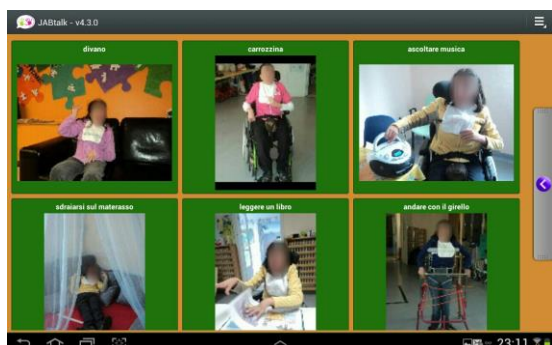 JABtalk - v4.3.0
divano
carrozzina
ascoltare musica
sdraiarsi sul materasso
leggere un libro
andare con il girello
23:11